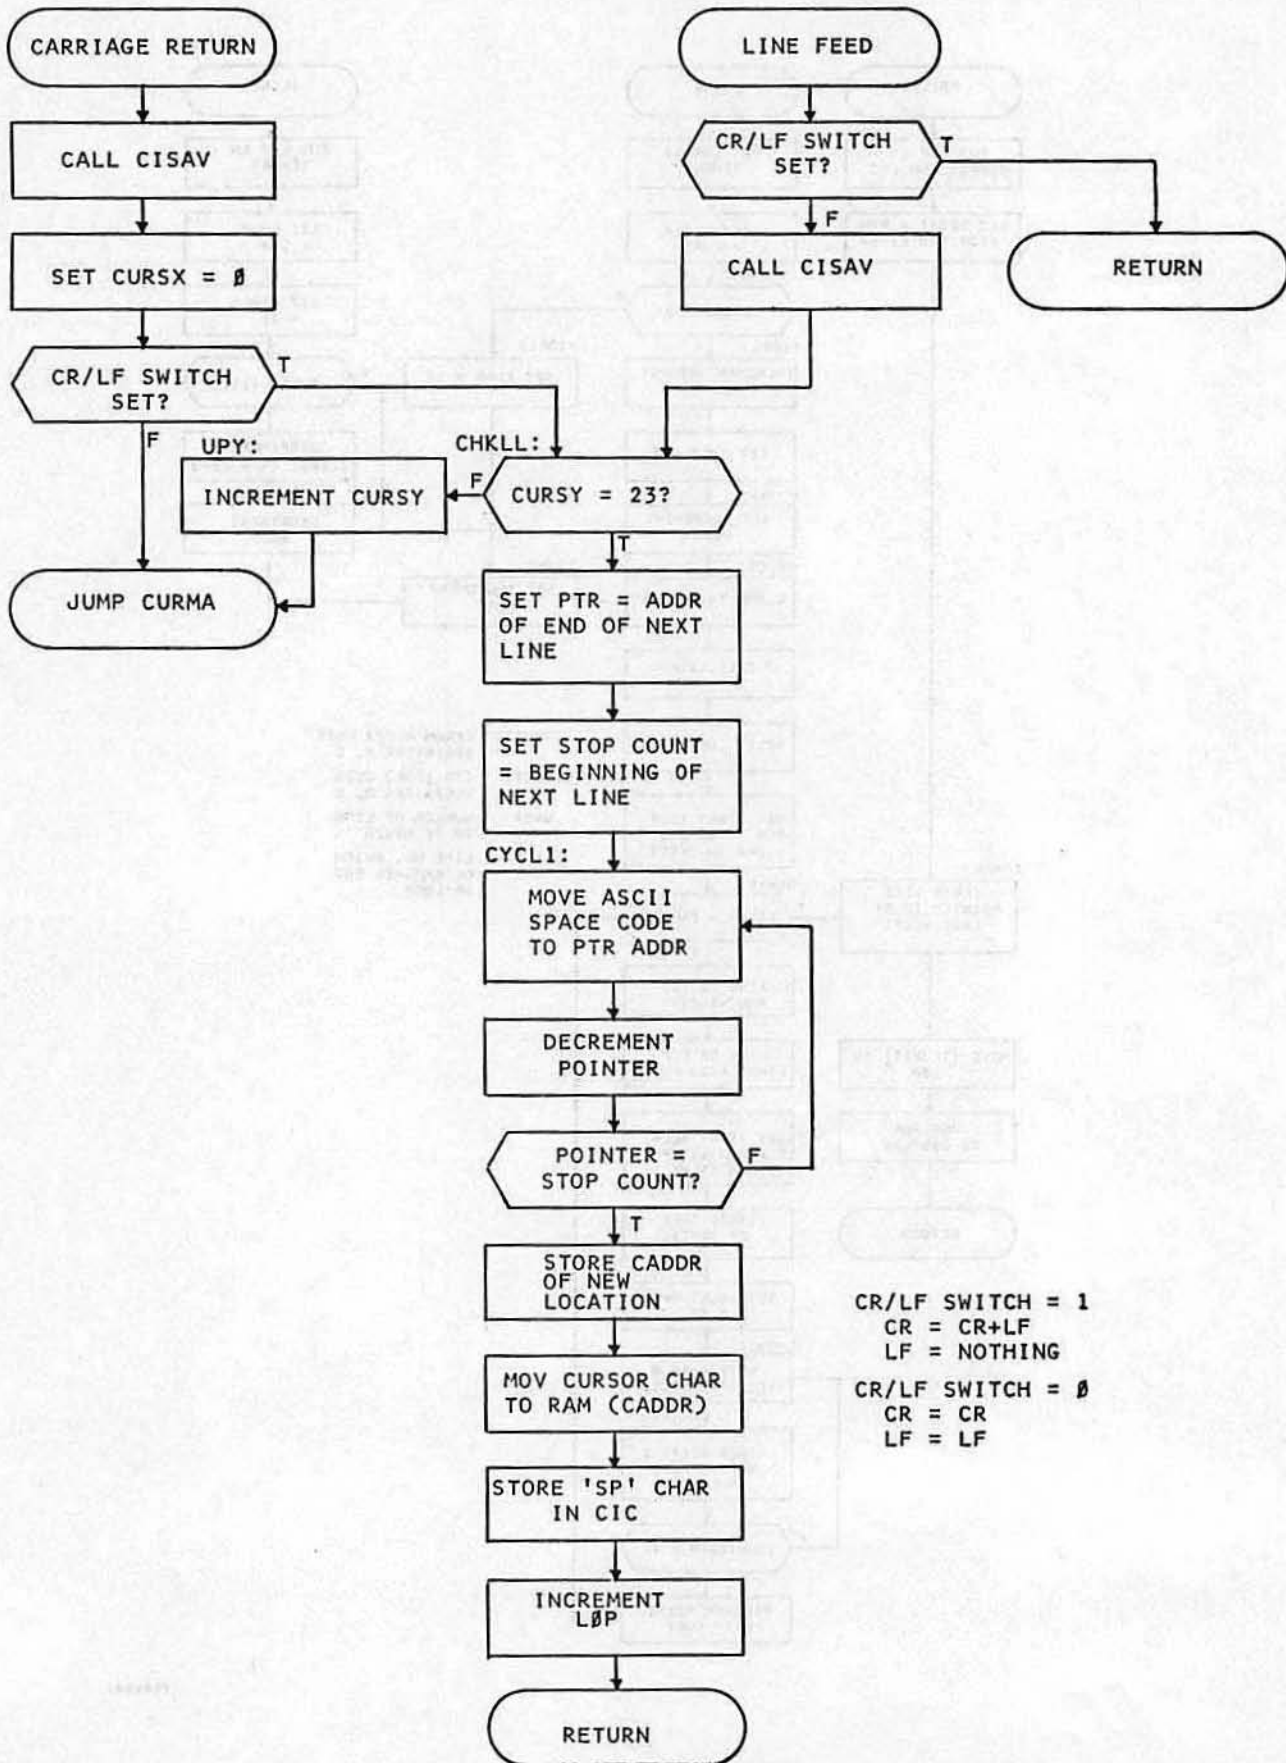 CARRIAGE RETURN
CALL CISAV
SET CURSX = Ø
CR/LF SWITCH
SET?
T
F
UPY:
INCREMENT CURSY
JUMP CURMA
LINE FEED
CR/LF SWITCH
SET?
T
F
RETURN
CALL CISAV
CHKLL:
F
CURSY = 23?
T
SET PTR = ADDR
OF END OF NEXT
LINE
SET STOP COUNT
= BEGINNING OF
NEXT LINE
CYCL1:
MOVE ASCII
SPACE CODE
TO PTR ADDR
DECREMENT
POINTER
POINTER =
STOP COUNT?
F
T
STORE CADDR
OF NEW
LOCATION
MOV CURSOR CHAR
TO RAM (CADDR)
STORE 'SP' CHAR
IN CIC
INCREMENT
LØP
RETURN
CR/LF SWITCH = 1
CR = CR+LF
LF = NOTHING
CR/LF SWITCH = Ø
CR = CR
LF = LF